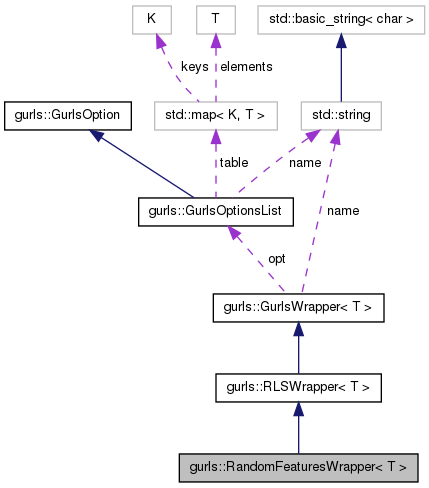 K
T
std::basic_string< char >
keys
elements
gurls::GurlsOption
std::map< K, T >
std::string
table
name
gurls::GurlsOptionsList
name
opt
gurls::GurlsWrapper< T >
gurls::RLSWrapper< T >
gurls::RandomFeaturesWrapper< T >